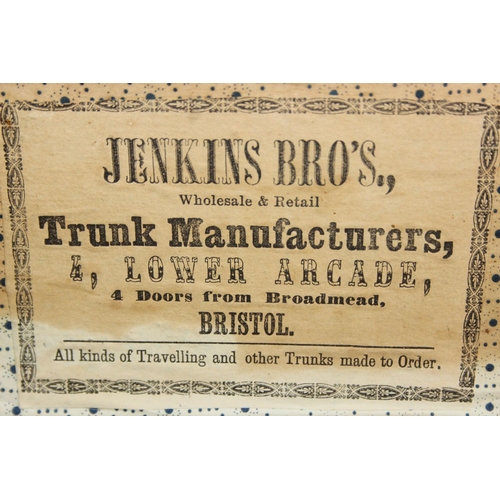 JENKINS BRO'S.,
Wholesale & Retail
Trunk Manufacturers,
4, LOWER ARCADE,
4 Doors from Broadmead,
BRISTOL.
All kinds of Travelling and other Trunks made to Order.